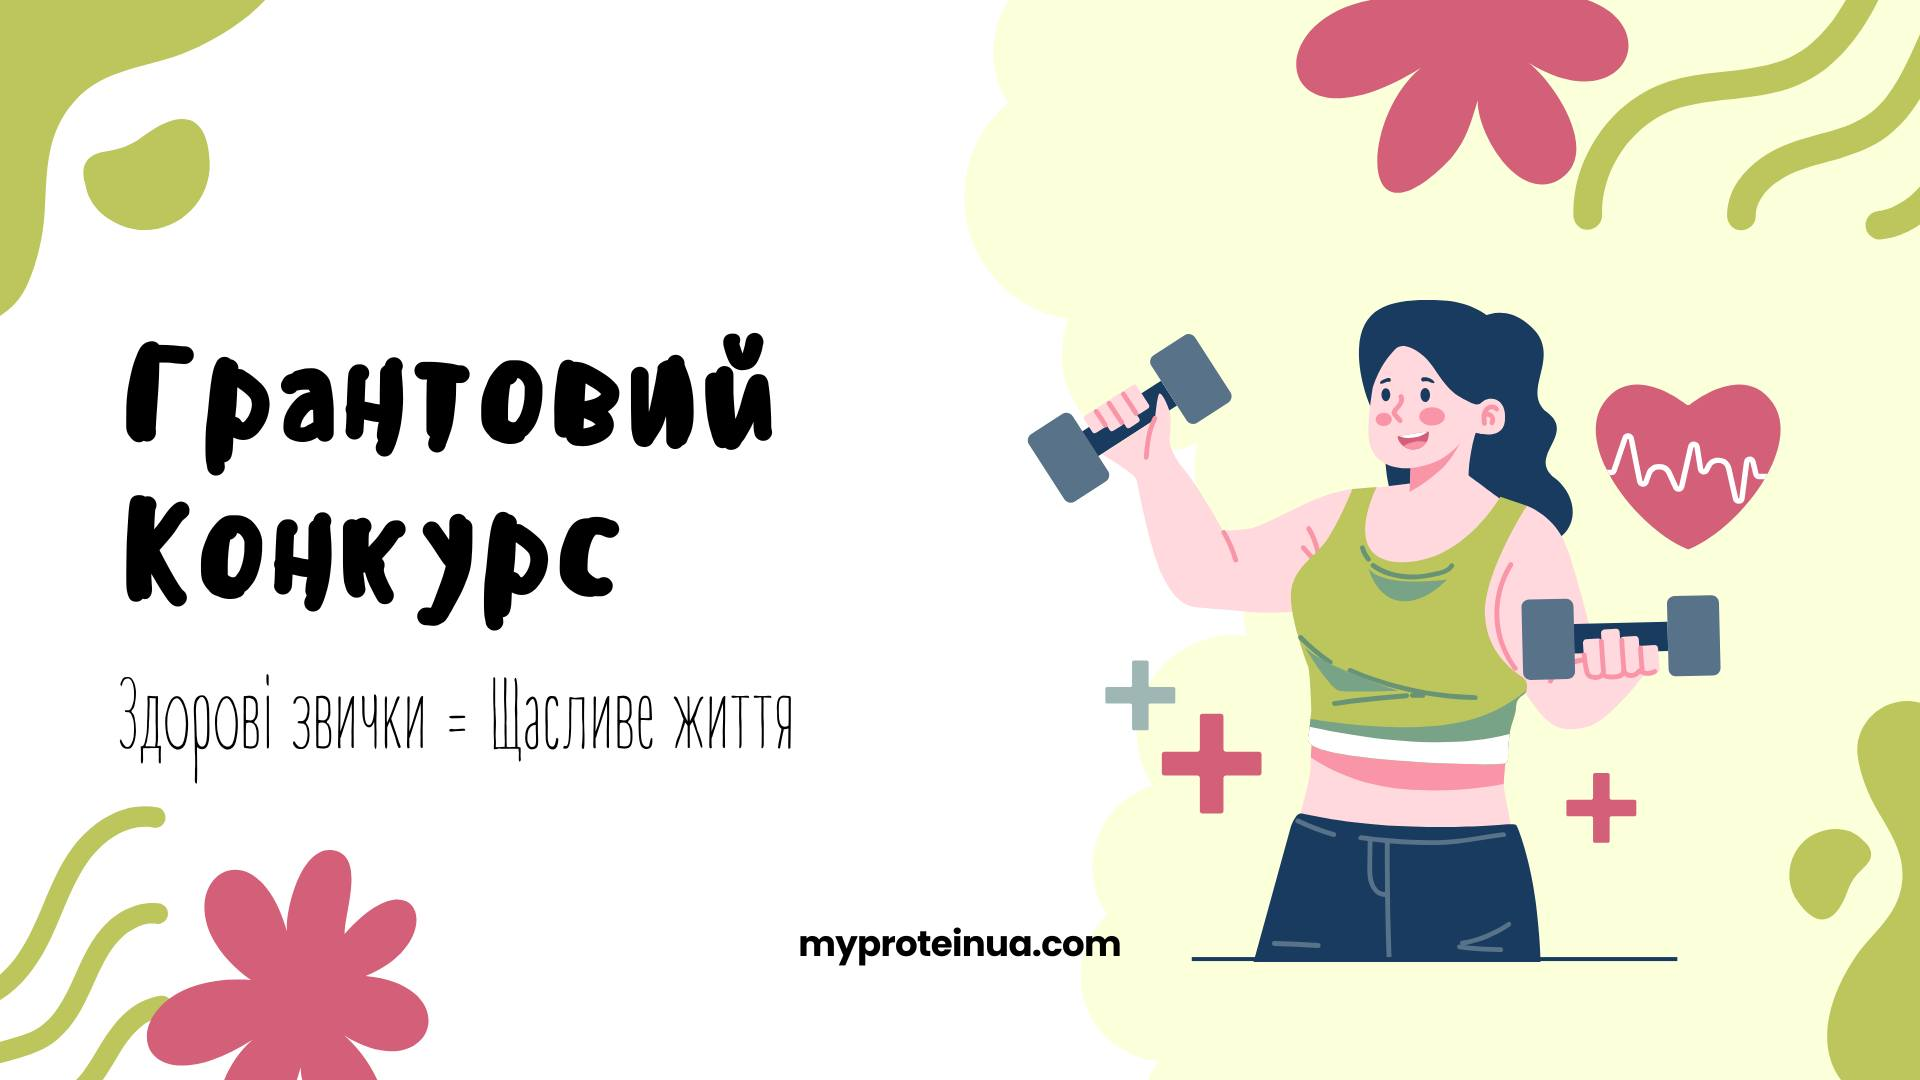 Грантовий
Конкурс
Здорові звички = Щасливе життя
myproteinua.com